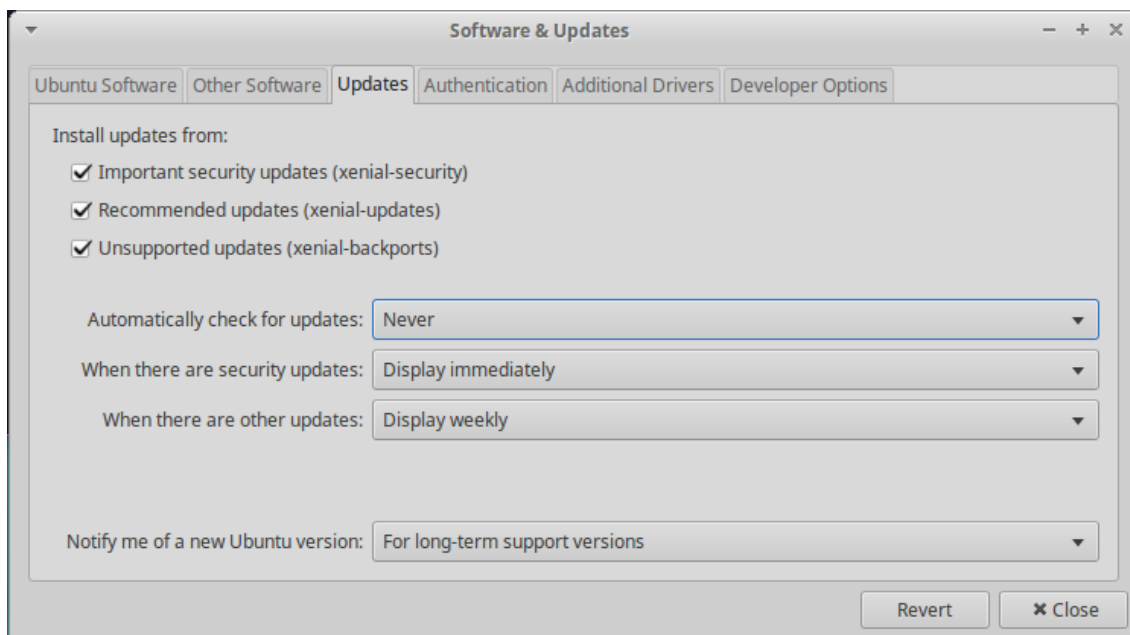 Software & Updates
Ubuntu Software Other Software Updates Authentication Additional Drivers Developer Options
Install updates from:
Important security updates (xenial-security)
Recommended updates (xenial-updates)
Unsupported updates (xenial-backports)
Automatically check for updates: Never
When there are security updates: Display immediately
When there are other updates: Display weekly
Notify me of a new Ubuntu version: For long-term support versions
Revert Close